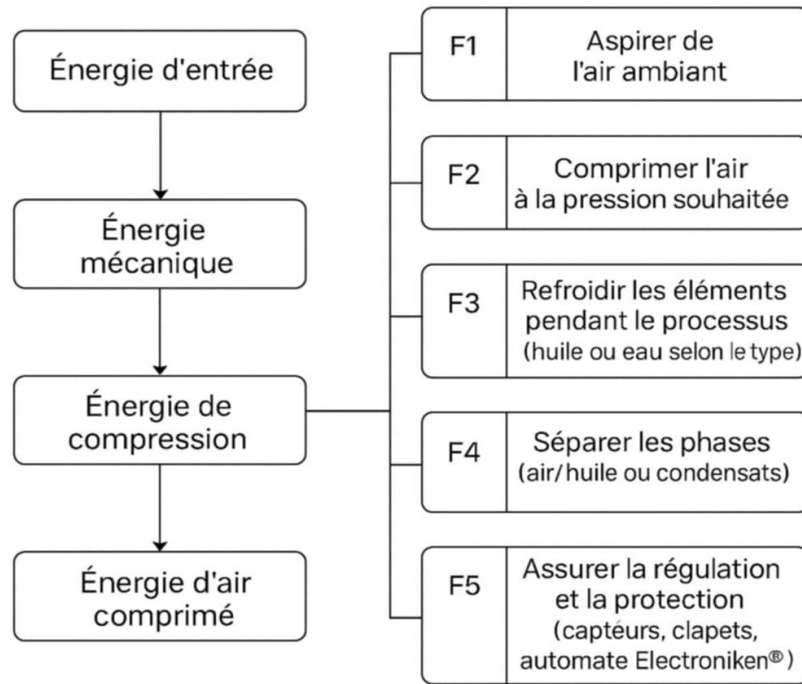 Énergie d'entrée
Énergie
mécanique
Énergie de
compression
Énergie d'air
comprimé
F1
Aspirer de
l'air ambiant
F2
Comprimer l'air
à la pression souhaitée
F3
Refroidir les éléments
pendant le processus
(huile ou eau selon le type)
F4
Séparer les phases
(air/huile ou condensats)
F5
Assurer la régulation
et la protection
(captéurs, clapets,
automate Electroniken®)